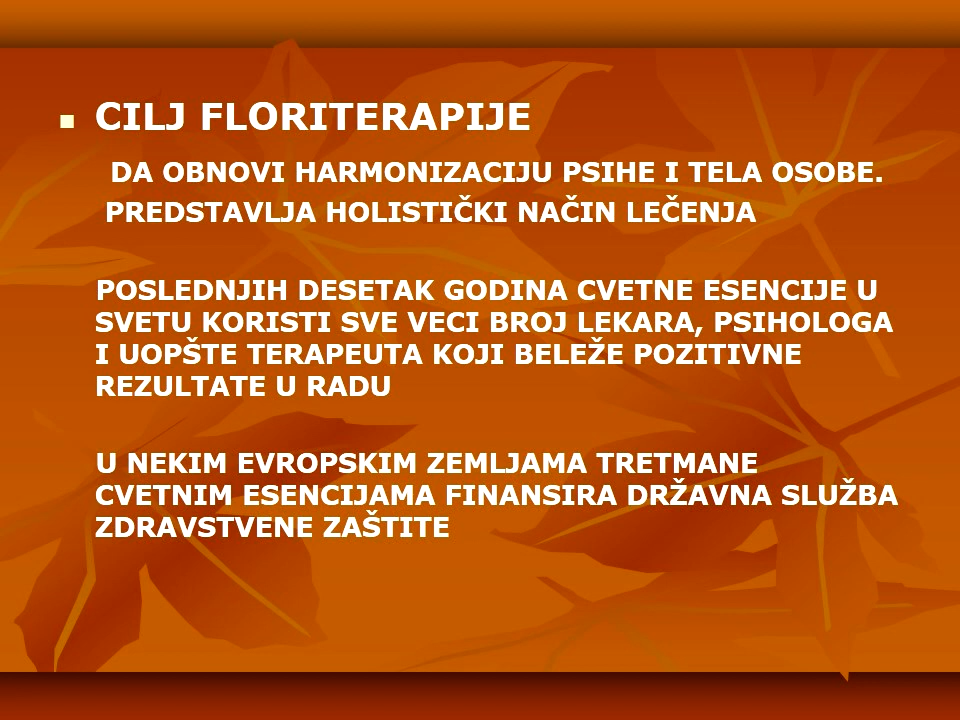 CILJ FLORITERAPIJE
DA OBNOVI HARMONIZACIJU PSIHE I TELA OSOBE.
PREDSTAVLJA HOLISTIČKI NAČIN LEČENJA
POSLEDNJIH DESETAK GODINA CVETNE ESENCIJE U
SVETU KORISTI SVE VECI BROJ LEKARA, PSIHOLOGA
I UOPŠTE TERAPEUTA KOJI BELEŽE POZITIVNE
REZULTATE U RADU
U NEKIM EVROPSKIM ZEMLJAMA TRETMANE
CVETNIM ESENCIJAMA FINANSIRA DRŽAVNA SLUŽBA
ZDRAVSTVENE ZAŠTITE